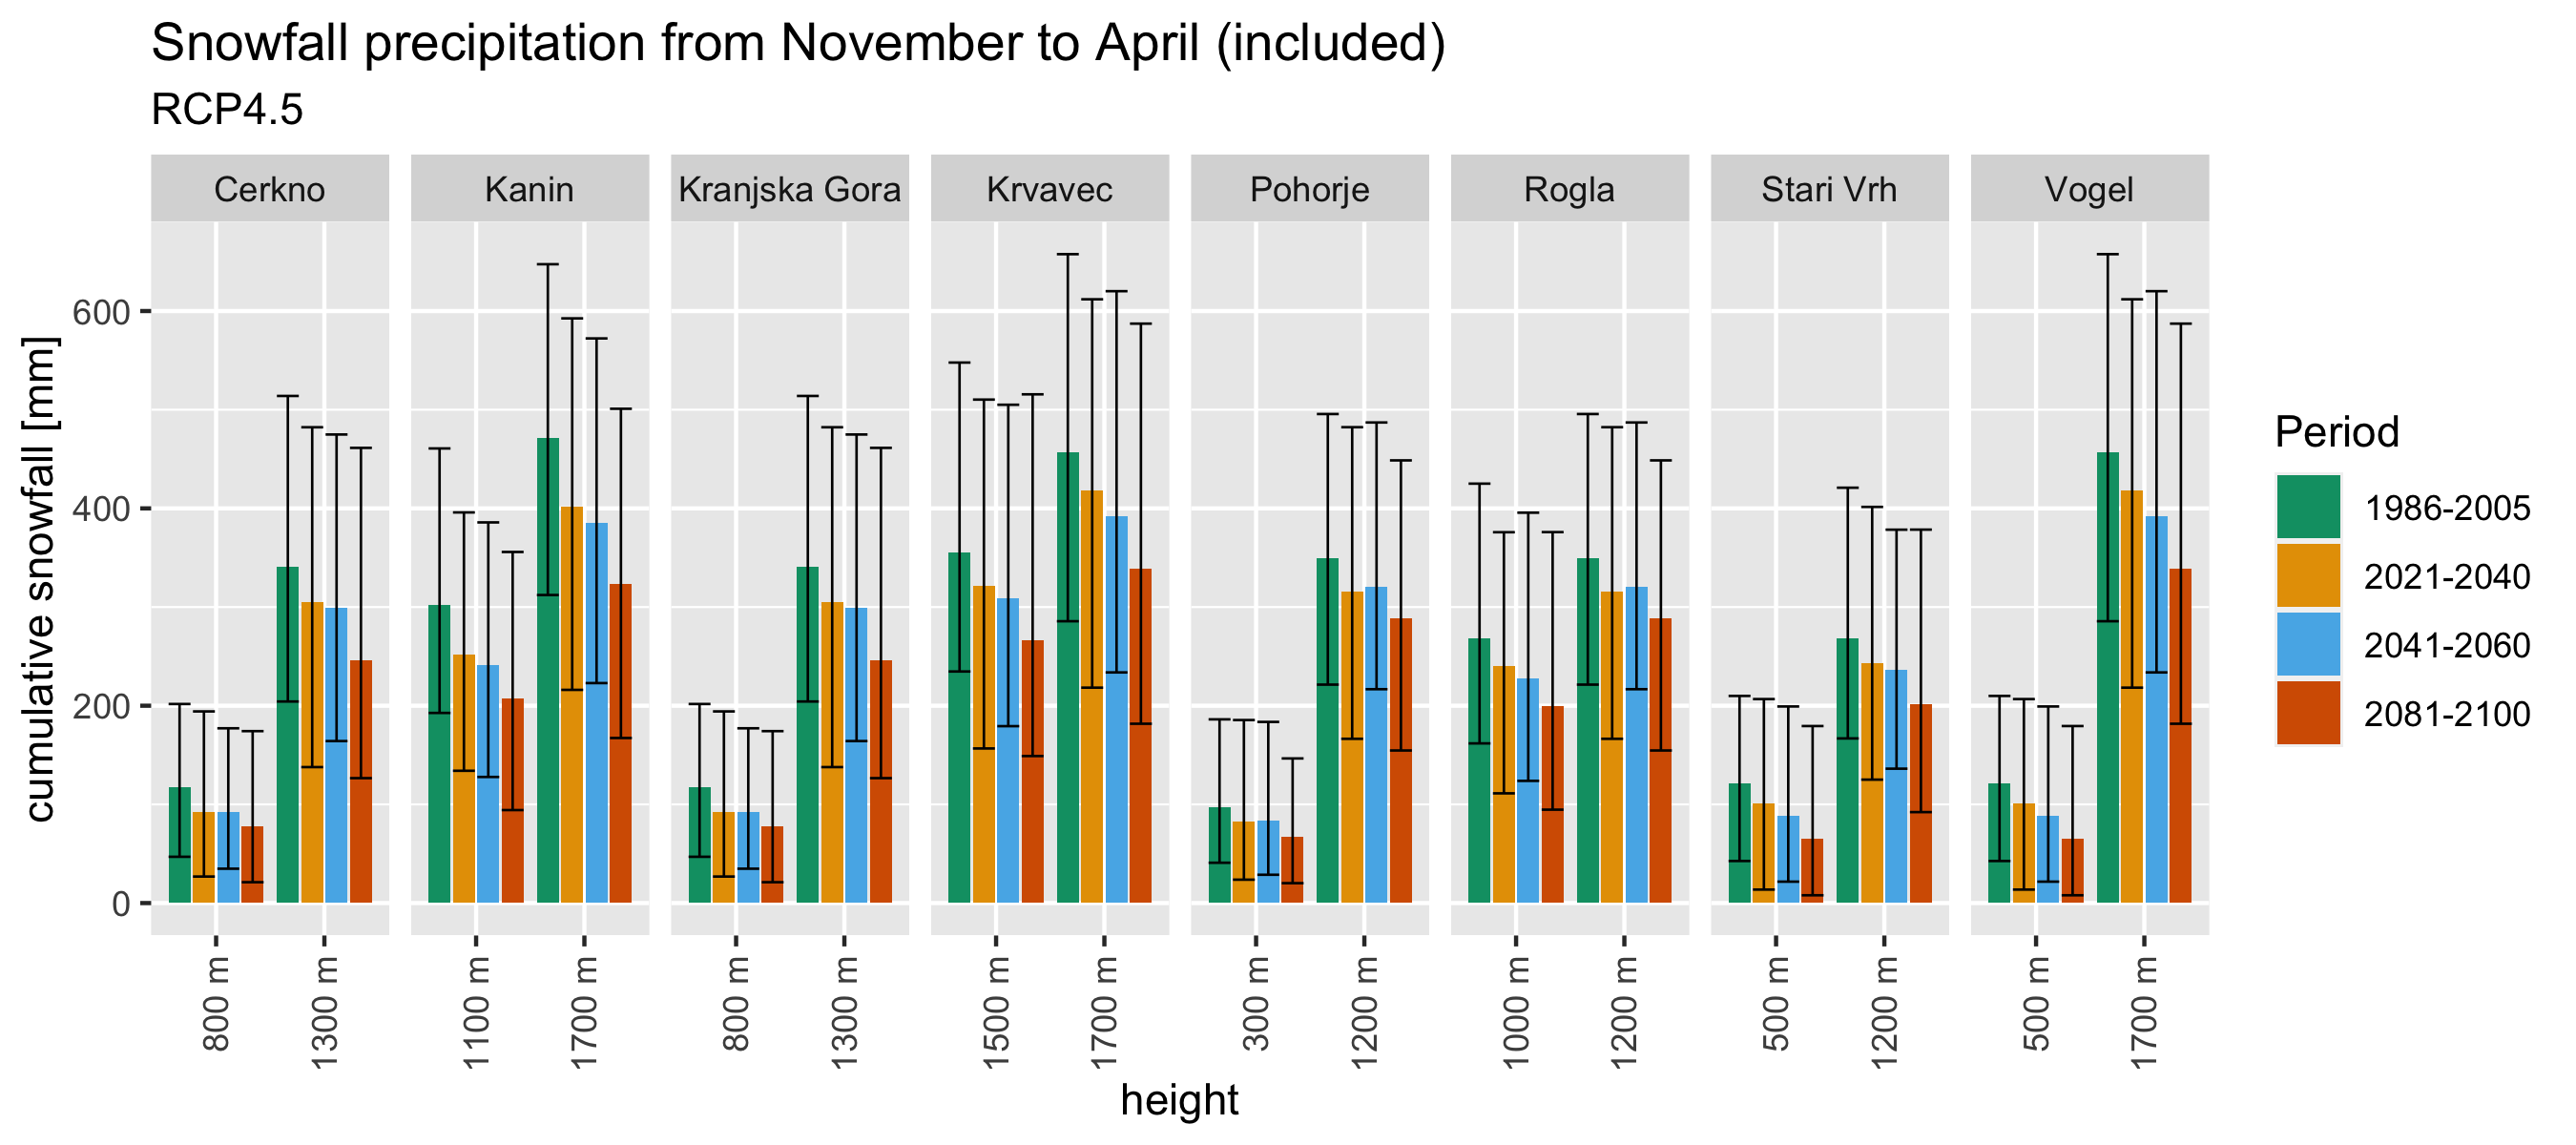 Snowfall precipitation from November to April (included)
RCP4.5
Cerkno Kanin Kranjska Gora Krvavec Pohorje Rogla Stari Vrh Vogel
cumulative snowfall [mm]
600
400
200
0
800 m 1300 m 1100 m 1700 m 800 m 1300 m 1500 m 1700 m 300 m 1200 m 1000 m 1200 m 500 m 1200 m 500 m 1700 m
height
Period
1986-2005
2021-2040
2041-2060
2081-2100